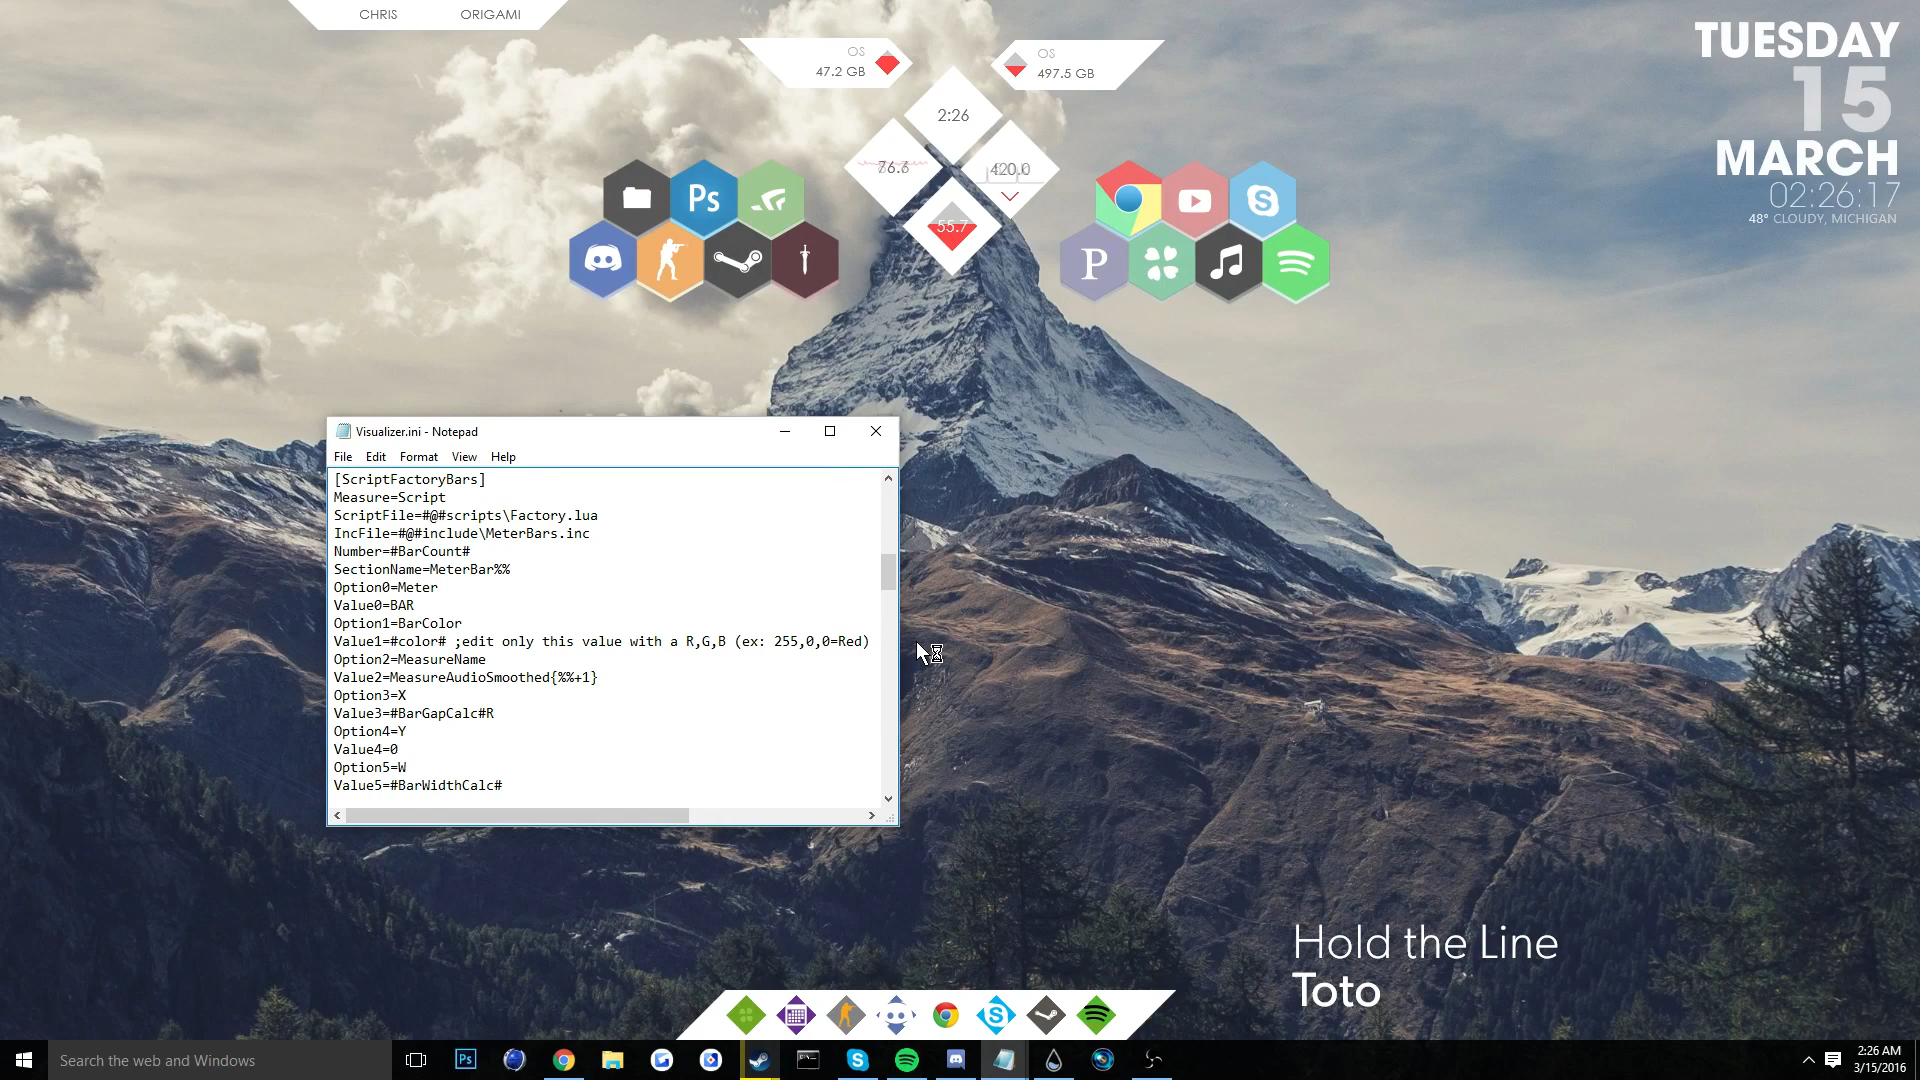 CHRIS ORIGAMI
OS
47.2 GB
OS
497.5 GB
2:26
420.0
55.7
Ps
P
TUESDAY
15
MARCH
02:26:17
48° CLOUDY, MICHIGAN
Visualizer.ini - Notepad
File Edit Format View Help
[ScriptFactoryBars]
Measure=Script
ScriptFile=#@#scripts\Factory.lua
IncFile=#@#include\MeterBars.inc
Number=#BarCount#
SectionName=MeterBar%%
Option0=Meter
Value0=BAR
Option1=BarColor
Value1=#color# ;edit only this value with a R,G,B (ex: 255,0,0=Red)
Option2=MeasureName
Value2=MeasureAudioSmoothed{%%+1}
Option3=X
Value3=#BarGapCalc#R
Option4=Y
Value4=0
Option5=W
Value5=#BarWidthCalc#
Hold the Line
Toto
Search the web and Windows
Ps
2:26 AM
3/15/2016